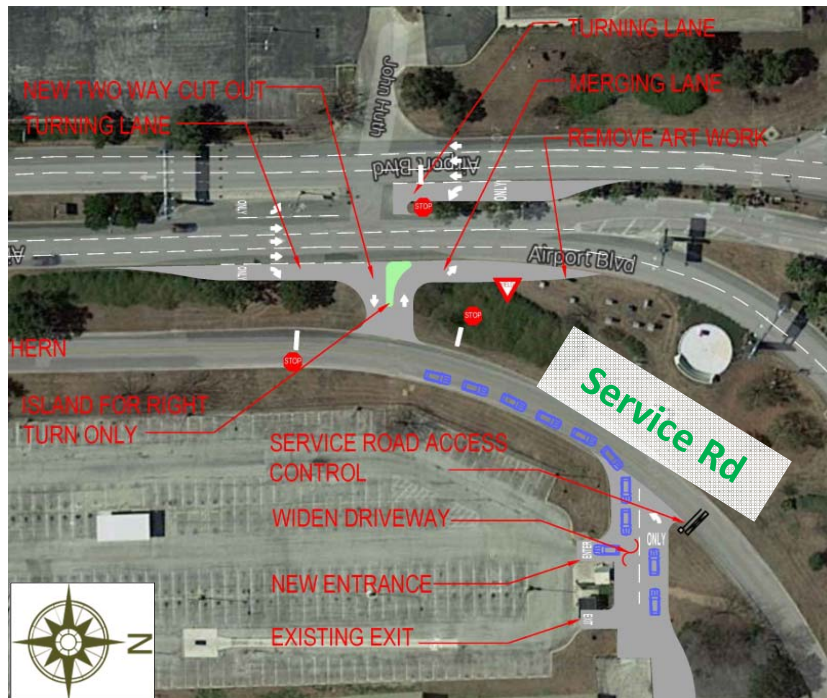 TURNING LANE
John Huth
NEW TWO WAY CUT OUT
MERGING LANE
TURNING LANE
REMOVE ART WORK
Airport Blvd
ONLY
ONLY
STOP
Airport Blvd
ONLY
STOP
STOP
THERN
Service Rd
ISLAND FOR RIGHT
TURN ONLY
SERVICE ROAD ACCESS
CONTROL
WIDEN DRIVEWAY
ONLY
ENTER
NEW ENTRANCE
EXIT
EXISTING EXIT
N